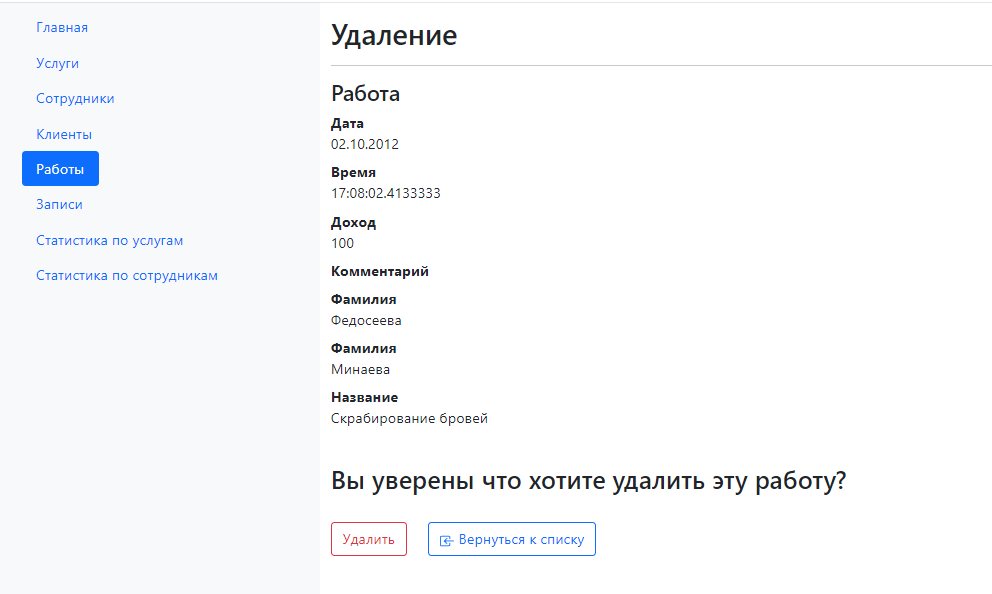 Главная
Услуги
Сотрудники
Клиенты
Работы
Записи
Статистика по услугам
Статистика по сотрудникам
Удаление
Работа
Дата
02.10.2012
Время
17:08:02.4133333
Доход
100
Комментарий
Фамилия
Федосеева
Фамилия
Минаева
Название
Скрабирование бровей
Вы уверены что хотите удалить эту работу?
Удалить
Вернуться к списку